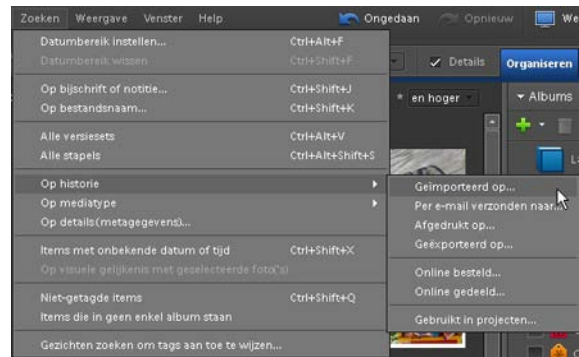 Zoeken Weergave Venster Help Ongedaan Opnieuw We
Datumbereik instellen... Ctrl+Alt+F
Datumbereik wissen Ctrl+Shift+F
Details Organiseren
Op bijschrift of notitie... Ctrl+Shift+J
Op bestandsnaam... Ctrl+Shift+K
* en hoger Albums
Alle versiesets Ctrl+Alt+V
Alle stapels Ctrl+Alt+Shift+S
Op historie
Op mediatype
Op details(metagegevens)...
Geïmporteerd op...
Per e-mail verzonden naar...
Afgedrukt op...
Geëxporteerd op...
Online besteld...
Online gedeeld...
Gebruikt in projecten...
Items met onbekende datum of tijd Ctrl+Shift+X
Op visuele gelijkenis met geselecteerde foto('s)
Niet-getagde items Ctrl+Shift+Q
Items die in geen enkel album staan
Gezichten zoeken om tags aan toe te wijzen...